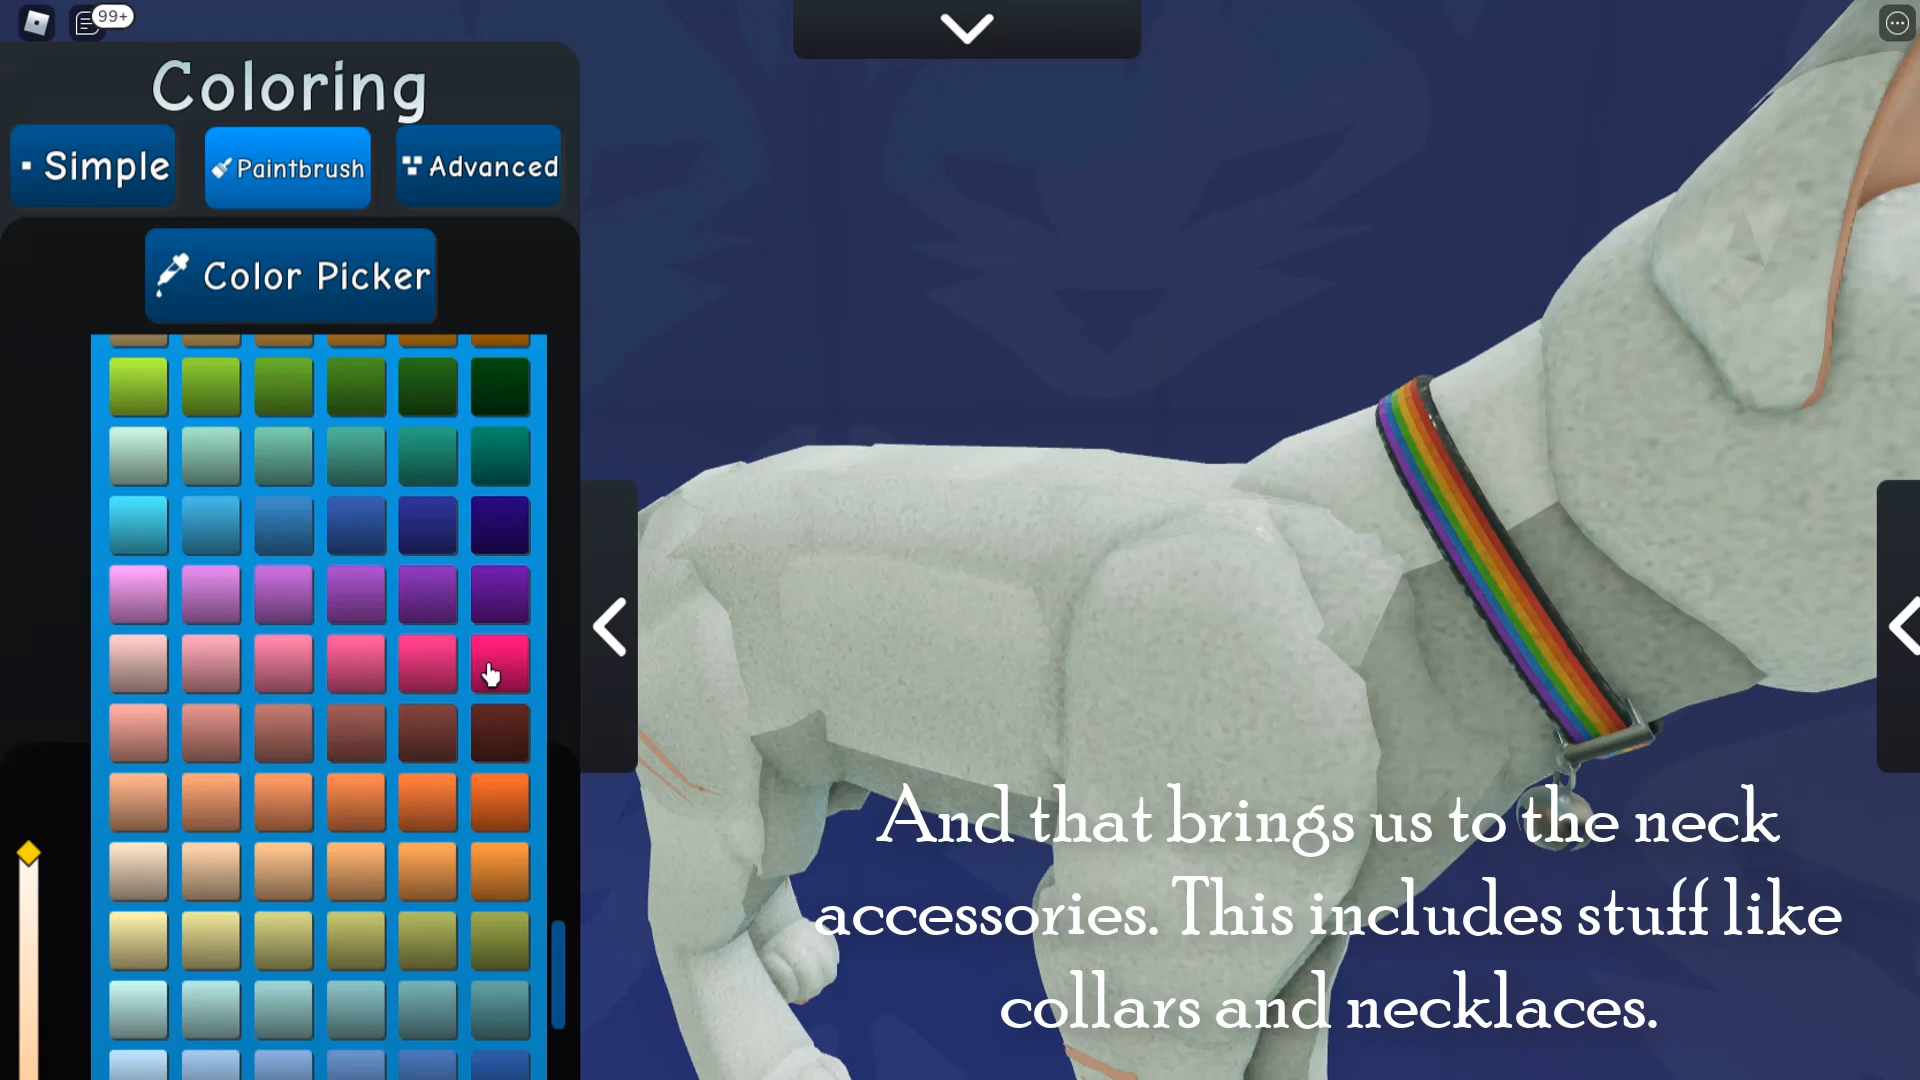 99+
Coloring
Simple
Paintbrush
Advanced
Color Picker
And that brings us to the neck
accessories. This includes stuff like
collars and necklaces.